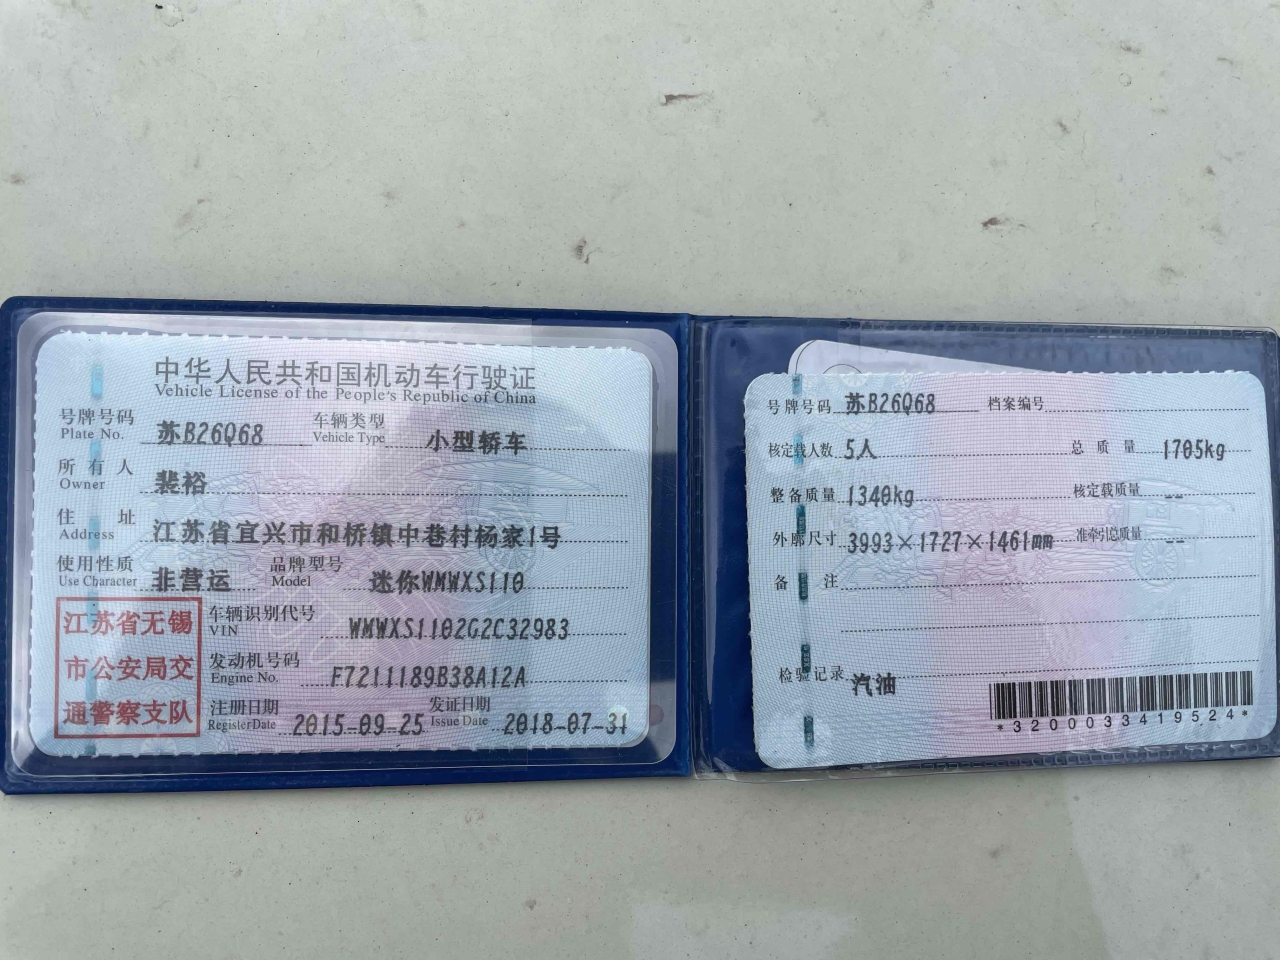 中华人民共和国机动车行驶证
Vehicle License of the People's Republic of China
号牌号码 苏B26Q68 车辆类型 小型轿车
Plate No. Vehicle Type
所有人 裴裕
Owner
住址 江苏省宜兴市和桥镇中巷村杨家1号
Address
使用性质 非营运 品牌型号 迷你WMWXS110
Use Character Model
江苏省无锡
市公安局交
通警察支队
车辆识别代号 WMWXS1102G2C32983
VIN
发动机号码 F7211189B38A12A
Engine No.
注册日期 2015-09-25 发证日期 2018-07-31
Register Date Issue Date
号牌号码 苏B26Q68 档案编号
核定载人数 5人 总质量 1705kg
整备质量 1340kg 核定载质量 --
外廓尺寸 3993×1727×1461mm 准牵引总质量 --
备注
检验记录 汽油
*3200033419524*